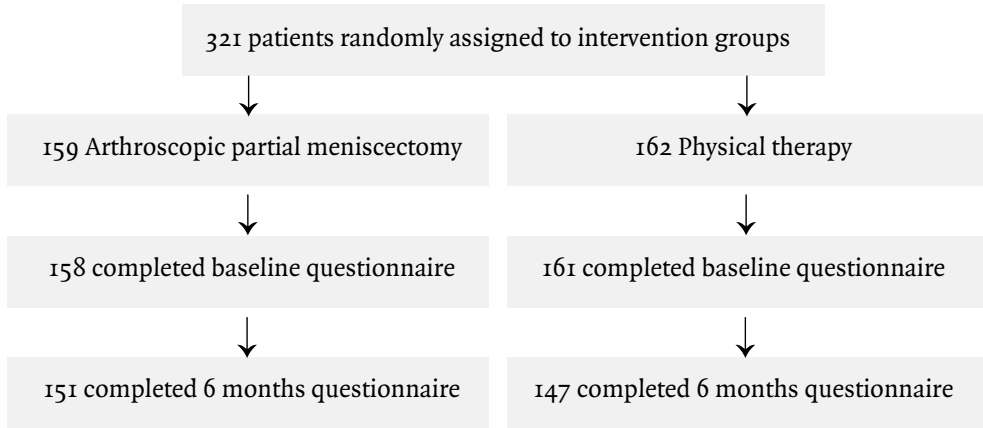 321 patients randomly assigned to intervention groups
159 Arthroscopic partial meniscectomy
162 Physical therapy
158 completed baseline questionnaire
161 completed baseline questionnaire
151 completed 6 months questionnaire
147 completed 6 months questionnaire